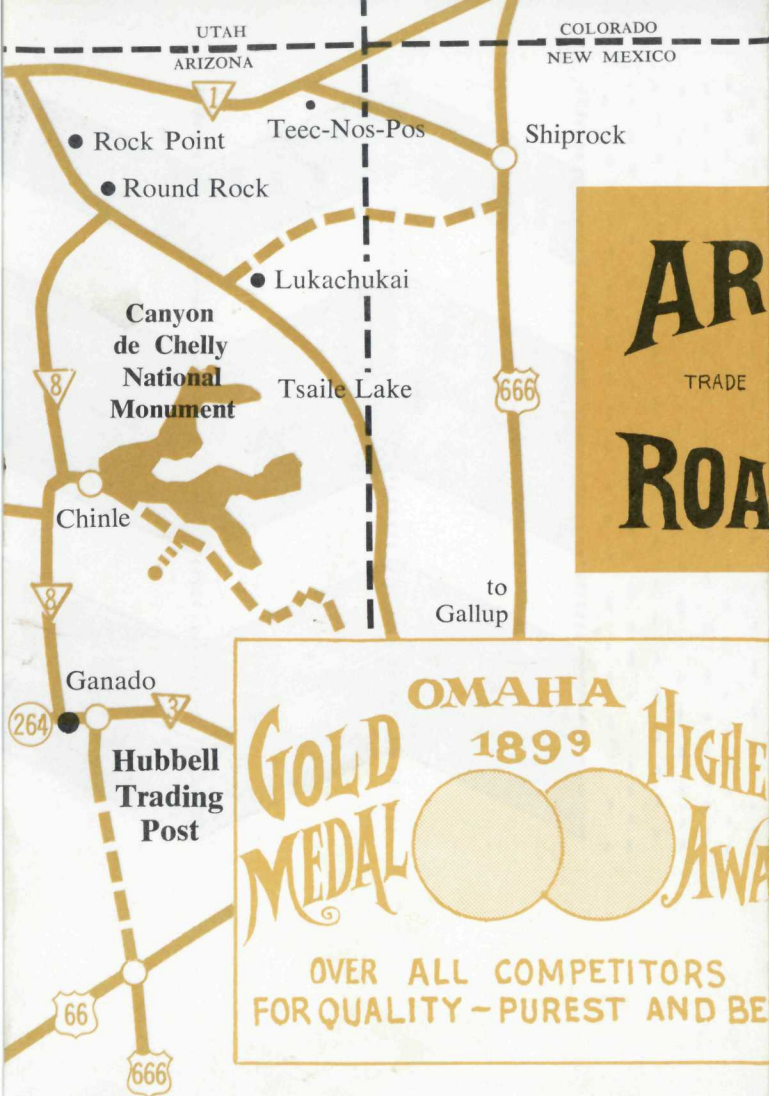 UTAH
COLORADO
ARIZONA
NEW MEXICO
1
Rock Point
Teec-Nos-Pos
Shiprock
Round Rock
Lukachukai
Canyon
de Chelly
National
Monument
8
Tsaile Lake
666
AR
TRADE
ROA
Chinle
8
to
Gallup
Ganado
264
3
Hubbell
Trading
Post
66
666
OMAHA
1899
GOLD
MEDAL
HIGHE
AWA
OVER ALL COMPETITORS
FOR QUALITY ~ PUREST AND BE